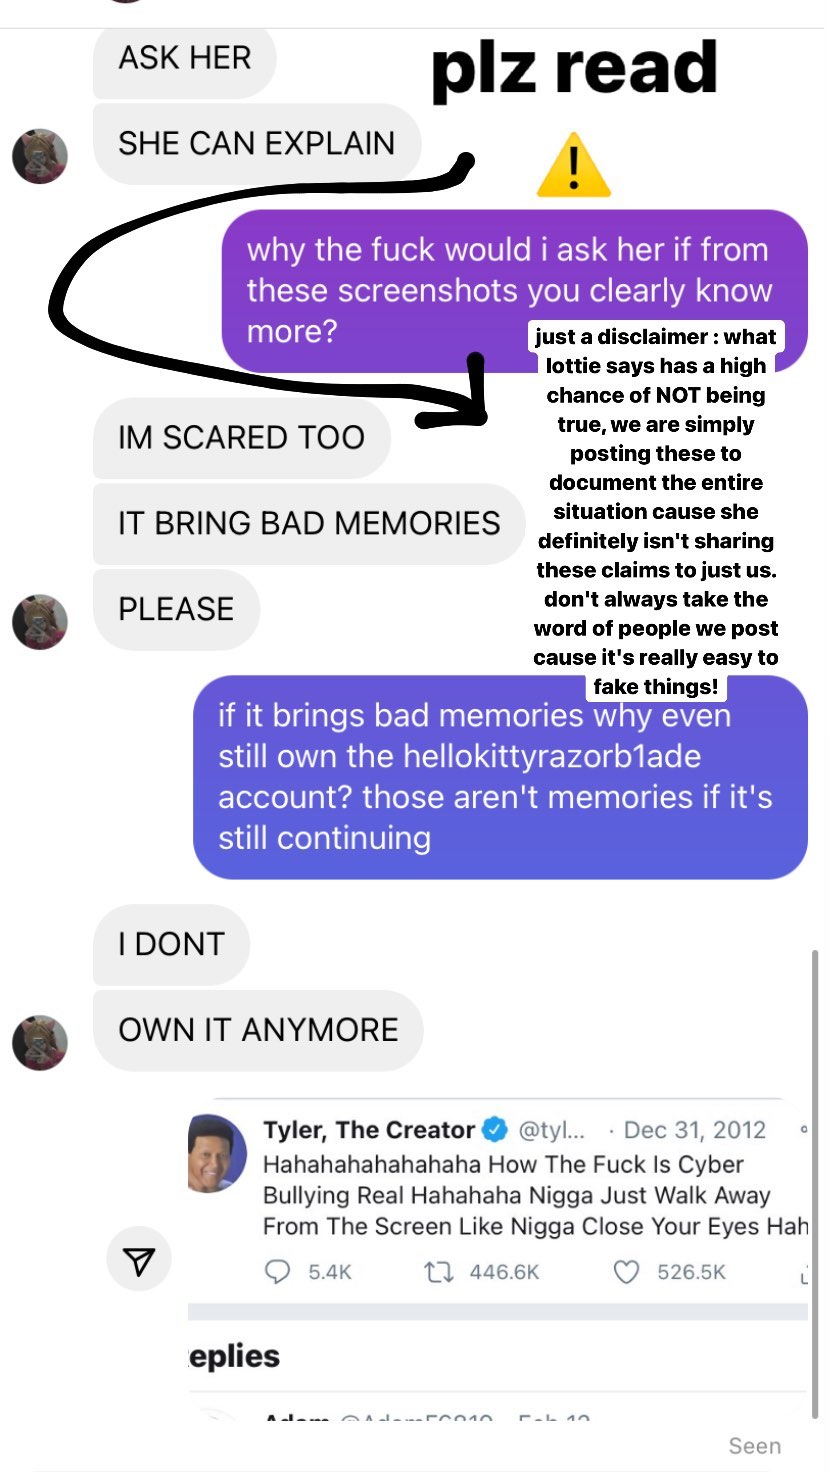 ASK HER
plz read
SHE CAN EXPLAIN
why the fuck would i ask her if from
these screenshots you clearly know
more?
just a disclaimer : what
lottie says has a high
chance of NOT being
true, we are simply
posting these to
document the entire
situation cause she
definitely isn't sharing
these claims to just us.
don't always take the
word of people we post
cause it's really easy to
fake things!
IM SCARED TOO
IT BRING BAD MEMORIES
PLEASE
if it brings bad memories why even
still own the hellokittyrazorb1ade
account? those aren't memories if it's
still continuing
I DONT
OWN IT ANYMORE
Tyler, The Creator @tyl... · Dec 31, 2012
Hahahahahahahaha How The Fuck Is Cyber
Bullying Real Hahahaha Nigga Just Walk Away
From The Screen Like Nigga Close Your Eyes Hah
5.4K 446.6K 526.5K
eplies
Seen